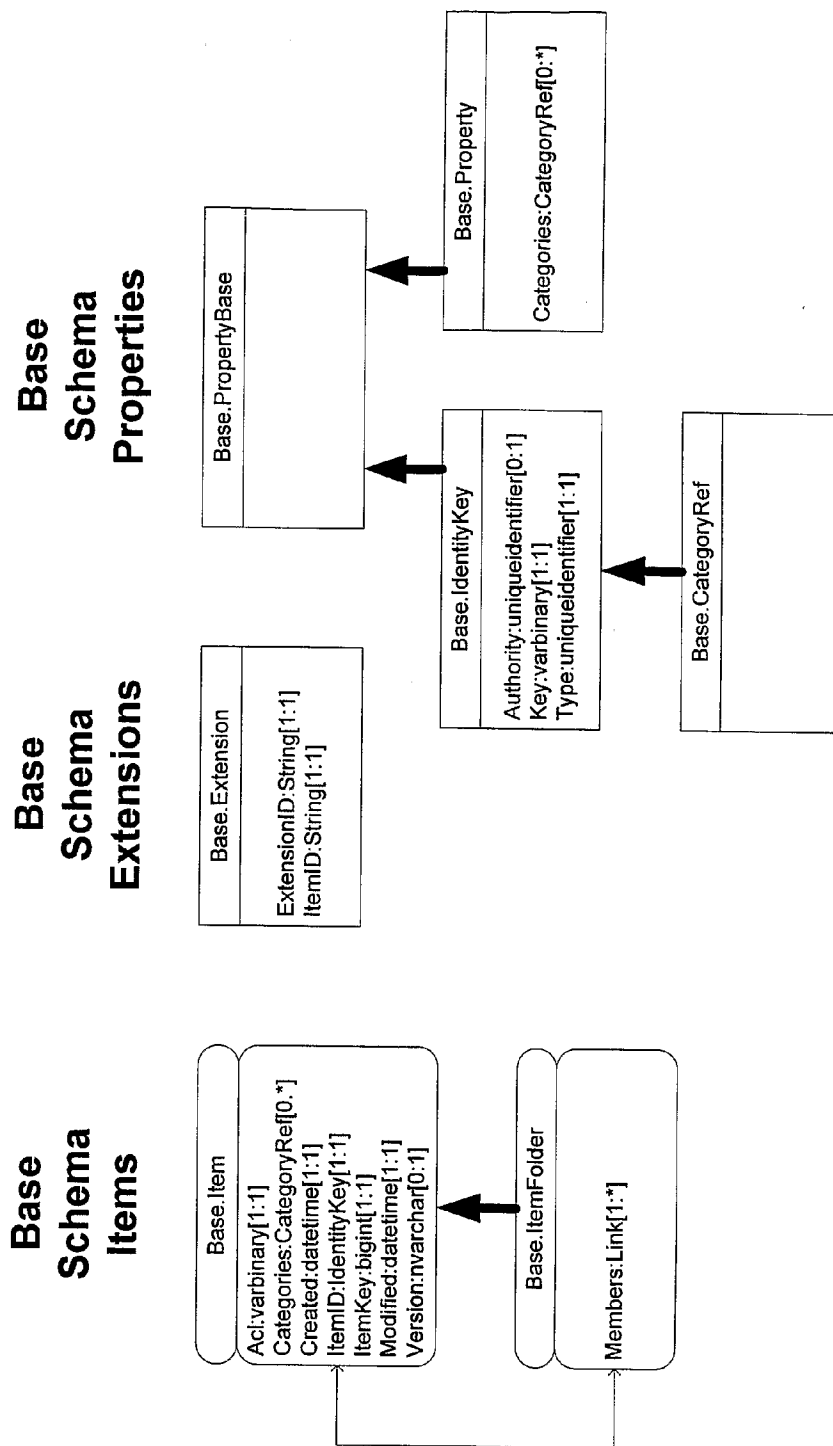 Base
Schema
Items
Base.Item
Acl:varbinary[1:1]
Categories:CategoryRef[0.*]
Created:datetime[1:1]
ItemID:IdentityKey[1:1]
ItemKey:bigint[1:1]
Modified:datetime[1:1]
Version:nvarchar[0:1]
Base.ItemFolder
Members:Link[1:*]
Base
Schema
Extensions
Base.Extension
ExtensionID:String[1:1]
ItemID:String[1:1]
Base
Schema
Properties
Base.PropertyBase
Base.IdentityKey
Authority:uniqueidentifier[0:1]
Key:varbinary[1:1]
Type:uniqueidentifier[1:1]
Base.Property
Categories:CategoryRef[0:*]
Base.CategoryRef